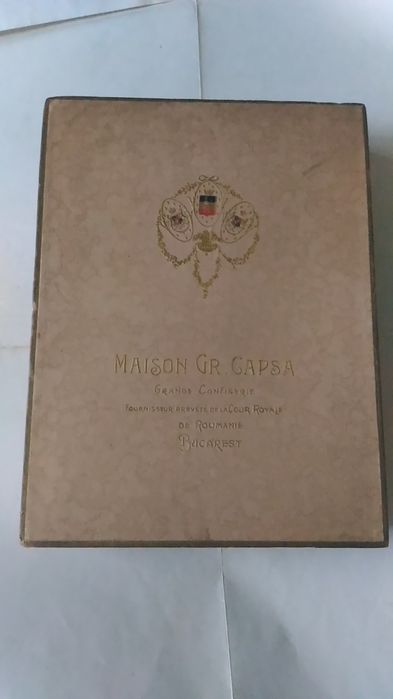 MAISON GR. CAPSA
GRANDE CONFISERIE
FOURNISSEUR BREVETÉ DE LA COUR ROYALE
DE ROUMANIE
BUCAREST